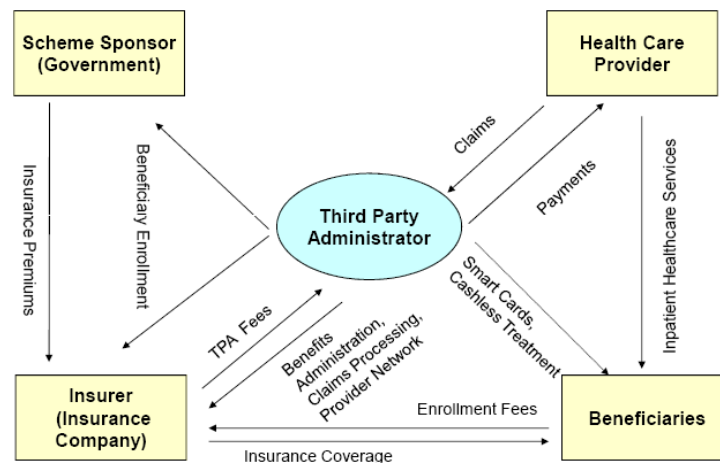 Scheme Sponsor
(Government)
Health Care
Provider
Claims
Payments
Insurance Premiums
Beneficiary Enrollment
Third Party
Administrator
Inpatient Healthcare Services
TPA Fees
Benefits
Administration,
Claims Processing,
Provider Network
Smart Cards,
Cashless Treatment
Insurer
(Insurance
Company)
Enrollment Fees
Insurance Coverage
Beneficiaries